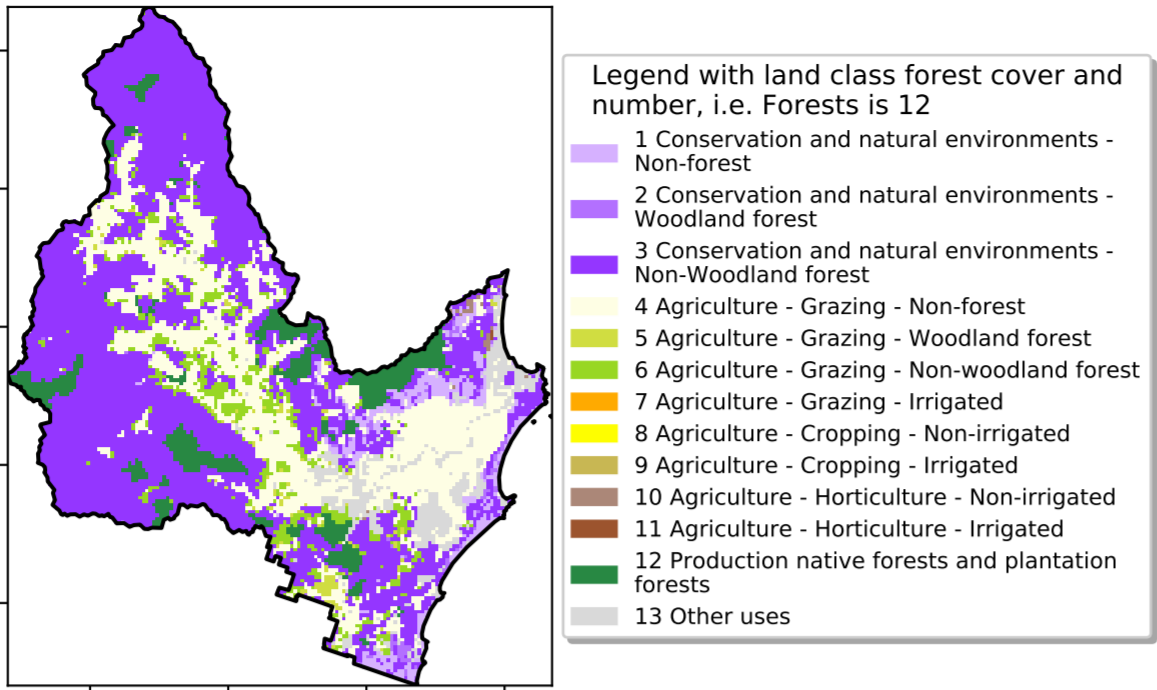 Legend with land class forest cover and
number, i.e. Forests is 12
1 Conservation and natural environments -
Non-forest
2 Conservation and natural environments -
Woodland forest
3 Conservation and natural environments -
Non-Woodland forest
4 Agriculture - Grazing - Non-forest
5 Agriculture - Grazing - Woodland forest
6 Agriculture - Grazing - Non-woodland forest
7 Agriculture - Grazing - Irrigated
8 Agriculture - Cropping - Non-irrigated
9 Agriculture - Cropping - Irrigated
10 Agriculture - Horticulture - Non-irrigated
11 Agriculture - Horticulture - Irrigated
12 Production native forests and plantation
forests
13 Other uses